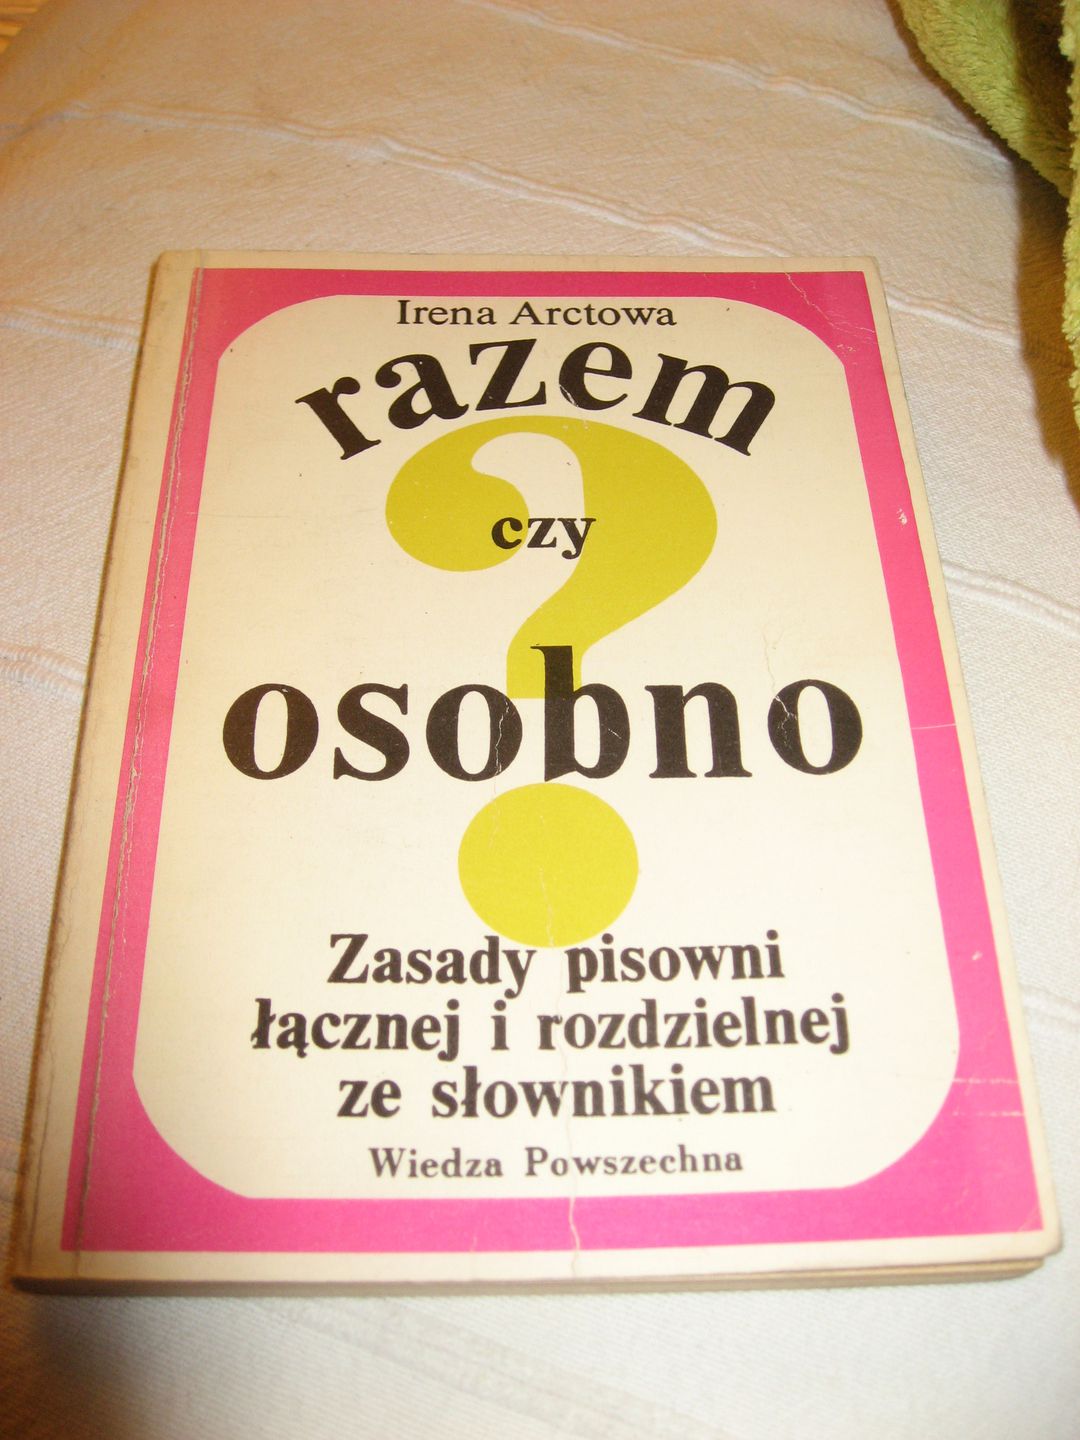 Irena Arctowa
razem
czy
osobno
?
Zasady pisowni
łącznej i rozdzielnej
ze słownikiem
Wiedza Powszechna